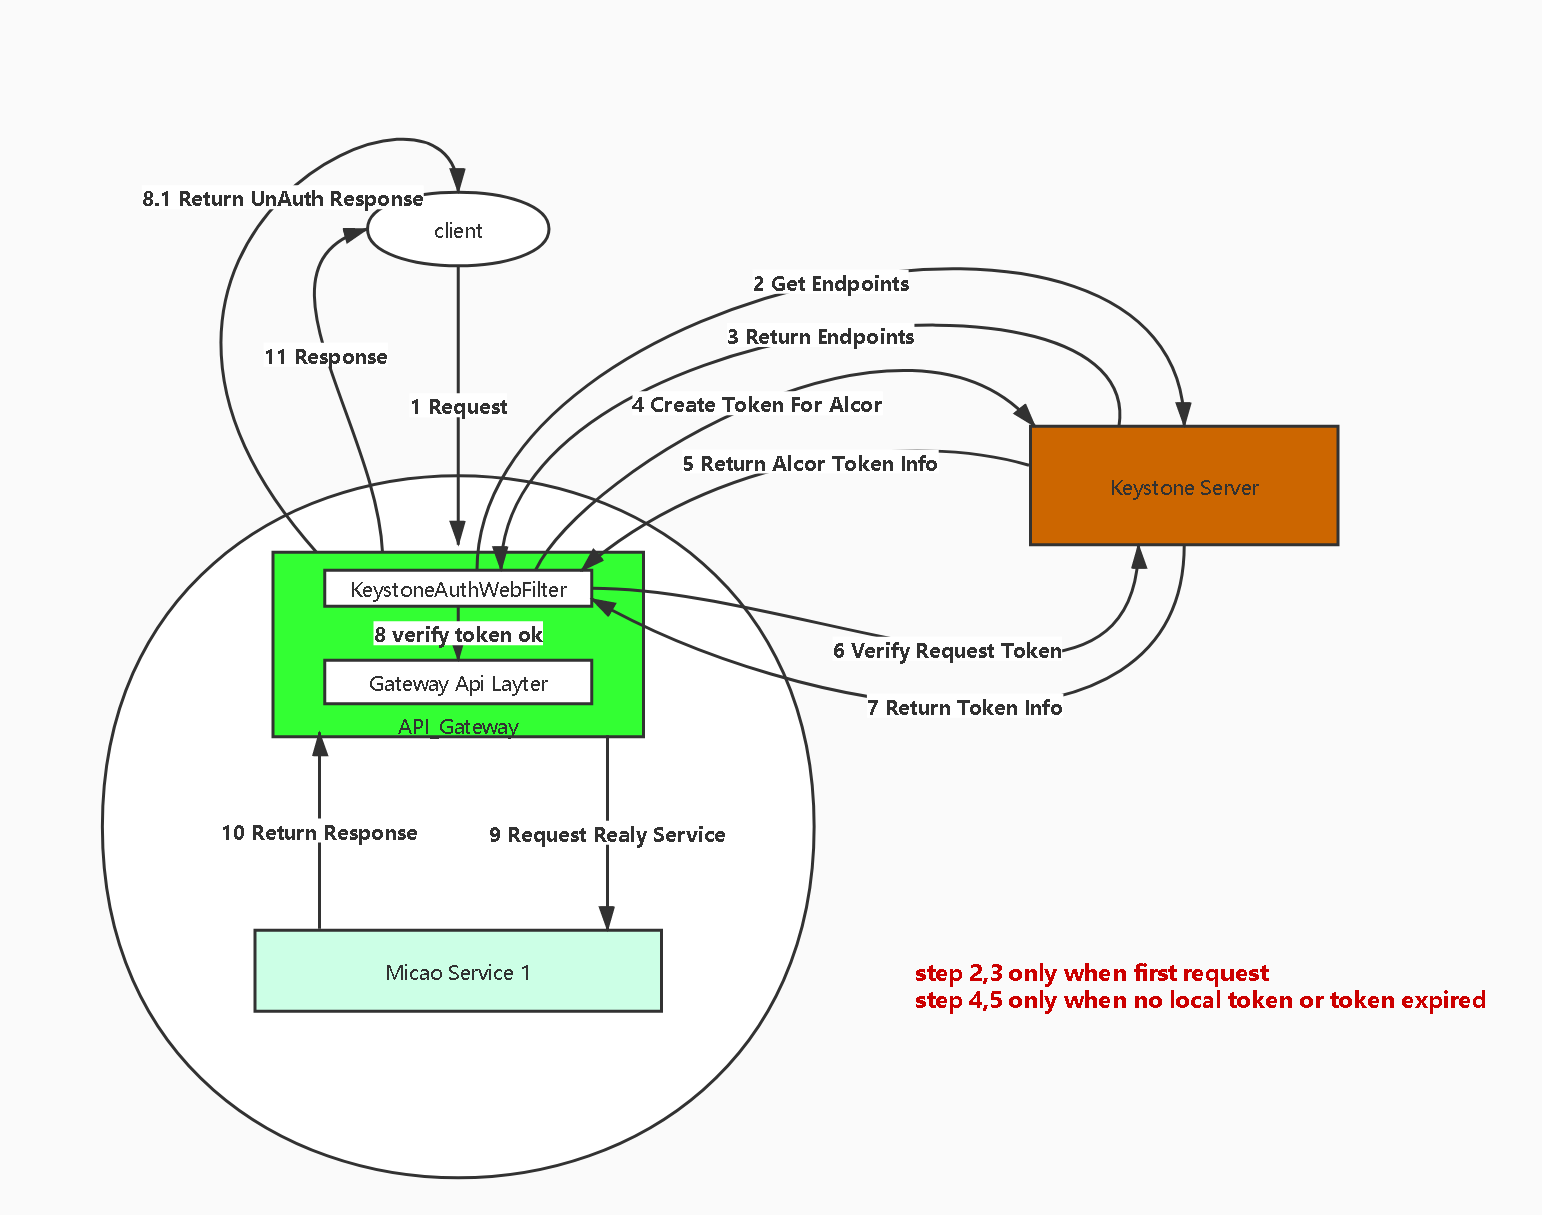 8.1 Return UnAuth Response
client
2 Get Endpoints
3 Return Endpoints
11 Response
1 Request
4 Create Token For Alcor
5 Return Alcor Token Info
Keystone Server
KeystoneAuthWebFilter
8 verify token ok
6 Verify Request Token
Gateway Api Layter
7 Return Token Info
API_Gateway
10 Return Response
9 Request Realy Service
Micao Service 1
step 2,3 only when first request
step 4,5 only when no local token or token expired